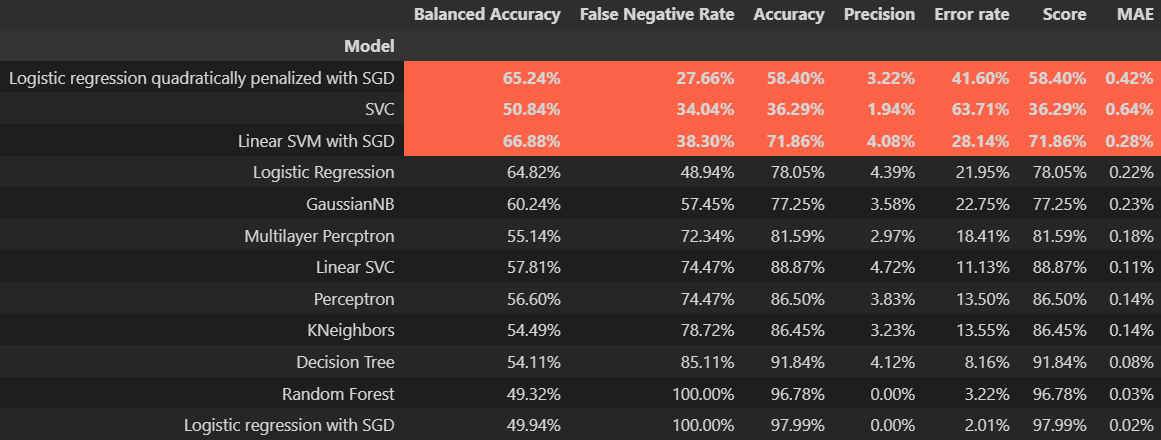 Balanced Accuracy False Negative Rate Accuracy Precision Error rate Score MAE
Model
Logistic regression quadratically penalized with SGD 65.24% 27.66% 58.40% 3.22% 41.60% 58.40% 0.42%
SVC 50.84% 34.04% 36.29% 1.94% 63.71% 36.29% 0.64%
Linear SVM with SGD 66.88% 38.30% 71.86% 4.08% 28.14% 71.86% 0.28%
Logistic Regression 64.82% 48.94% 78.05% 4.39% 21.95% 78.05% 0.22%
GaussianNB 60.24% 57.45% 77.25% 3.58% 22.75% 77.25% 0.23%
Multilayer Percptron 55.14% 72.34% 81.59% 2.97% 18.41% 81.59% 0.18%
Linear SVC 57.81% 74.47% 88.87% 4.72% 11.13% 88.87% 0.11%
Perceptron 56.60% 74.47% 86.50% 3.83% 13.50% 86.50% 0.14%
KNeighbors 54.49% 78.72% 86.45% 3.23% 13.55% 86.45% 0.14%
Decision Tree 54.11% 85.11% 91.84% 4.12% 8.16% 91.84% 0.08%
Random Forest 49.32% 100.00% 96.78% 0.00% 3.22% 96.78% 0.03%
Logistic regression with SGD 49.94% 100.00% 97.99% 0.00% 2.01% 97.99% 0.02%